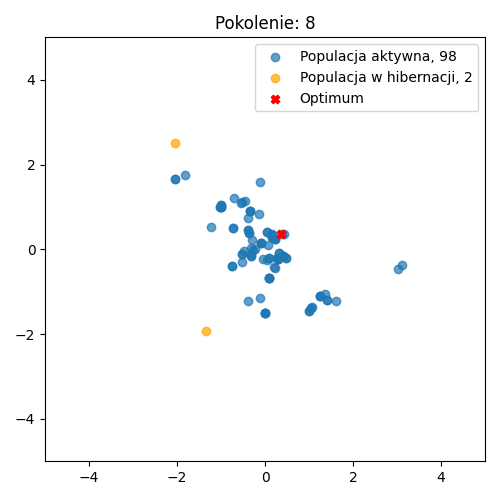 Pokolenie: 8
Populacja aktywna, 98
Populacja w hibernacji, 2
Optimum
4
2
0
−2
−4
−4 −2 0 2 4